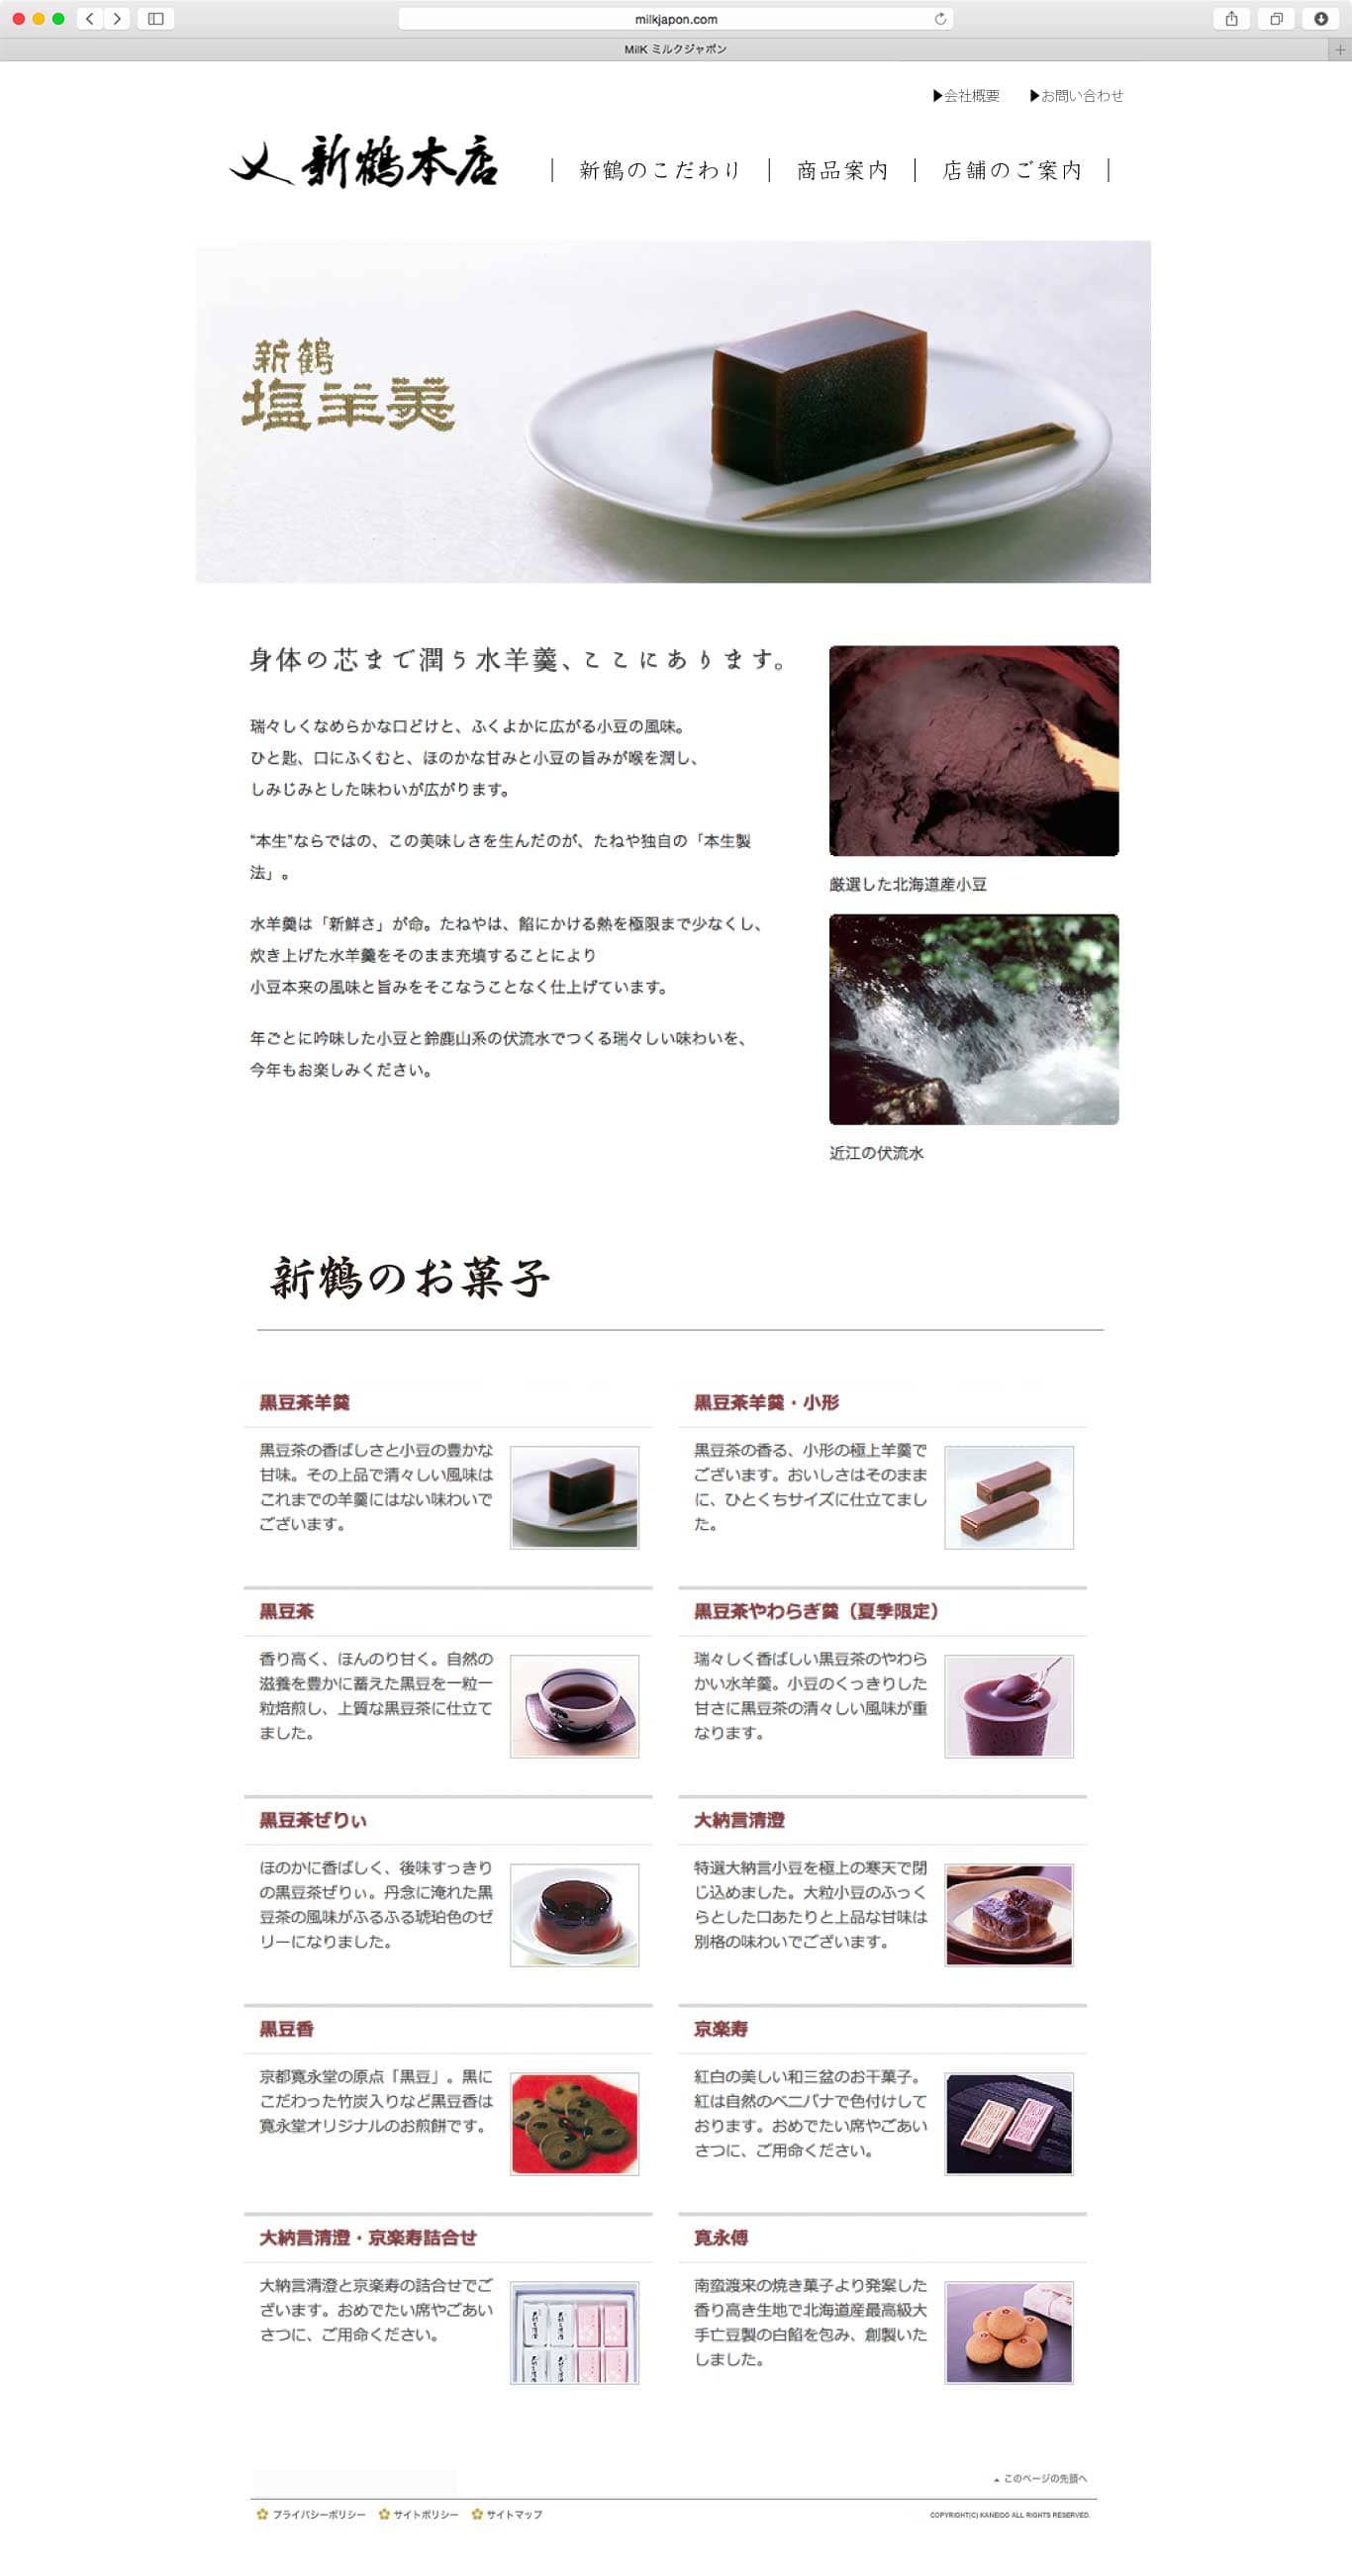 milkjapon.com
MilK ミルクジャポン
▶会社概要 ▶お問い合わせ
新鶴本店
新鶴のこだわり 商品案内 店舗のご案内
新鶴
塩羊羹
身体の芯まで潤う水羊羹、ここにあります。
瑞々しくなめらかな口どけと、ふくよかに広がる小豆の風味。
ひと匙、口にふくむと、ほのかな甘みと小豆の旨みが喉を潤し、
しみじみとした味わいが広がります。
“本生”ならではの、この美味しさを生んだのが、たねや独自の「本生製
法」。
水羊羹は「新鮮さ」が命。たねやは、餡にかける熱を極限まで少なくし、
炊き上げた水羊羹をそのまま充填することにより
小豆本来の風味と旨みをそこなうことなく仕上げています。
年ごとに吟味した小豆と鈴鹿山系の伏流水でつくる瑞々しい味わいを、
今年もお楽しみください。
厳選した北海道産小豆
近江の伏流水
新鶴のお菓子
黒豆茶羊羹
黒豆茶の香ばしさと小豆の豊かな
甘味。その上品で清々しい風味は
これまでの羊羹にはない味わいで
ございます。
黒豆茶羊羹・小形
黒豆茶の香る、小形の極上羊羹で
ございます。おいしさはそのまま
に、ひとくちサイズに仕立てまし
た。
黒豆茶
香り高く、ほんのり甘く。自然の
滋養を豊かに蓄えた黒豆を一粒一
粒焙煎し、上質な黒豆茶に仕立て
ました。
黒豆茶やわらぎ羹（夏季限定）
瑞々しく香ばしい黒豆茶のやわら
かい水羊羹。小豆のくっきりした
甘さに黒豆茶の清々しい風味が重
なります。
黒豆茶ぜりぃ
ほのかに香ばしく、後味すっきり
の黒豆茶ぜりぃ。丹念に淹れた黒
豆茶の風味がふるふる琥珀色のゼ
リーになりました。
大納言清澄
特選大納言小豆を極上の寒天で閉
じ込めました。大粒小豆のふっく
らとした口あたりと上品な甘味は
別格の味わいでございます。
黒豆香
京都寛永堂の原点「黒豆」。黒に
こだわった竹炭入りなど黒豆香は
寛永堂オリジナルのお煎餅です。
京楽寿
紅白の美しい和三盆のお干菓子。
紅は自然のベニバナで色付けして
おります。おめでたい席やごあい
さつに、ご用命ください。
大納言清澄・京楽寿詰合せ
大納言清澄と京楽寿の詰合せでご
ざいます。おめでたい席やごあい
さつに、ご用命ください。
寛永傅
南蛮渡来の焼き菓子より発案した
香り高き生地で北海道産最高級大
手亡豆製の白餡を包み、創製いた
しました。
▲ このページの先頭へ
プライバシーポリシー サイトポリシー サイトマップ
COPYRIGHT(C) KANEIDO ALL RIGHTS RESERVED.